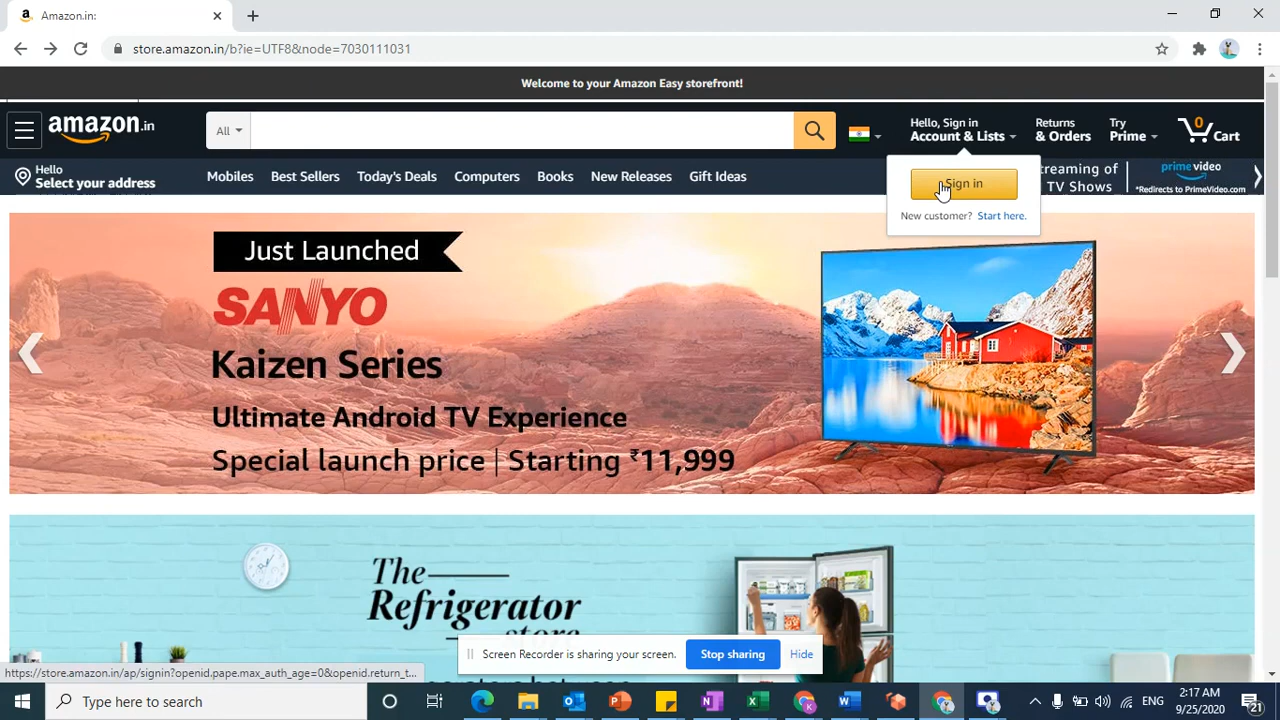 Amazon.in:
store.amazon.in/b?ie=UTF8&node=7030111031
Welcome to your Amazon Easy storefront!
amazon.in
All
Hello, Sign in
Account & Lists
Returns
& Orders
Try
Prime
0
Cart
Hello
Select your address
Mobiles
Best Sellers
Today's Deals
Computers
Books
New Releases
Gift Ideas
treaming of
TV Shows
prime video
*Redirects to PrimeVideo.com
Sign in
New customer? Start here.
Just Launched
SANYO
Kaizen Series
Ultimate Android TV Experience
Special launch price | Starting ₹11,999
The
Refrigerator
store
Screen Recorder is sharing your screen.
Stop sharing
Hide
https://store.amazon.in/ap/signin?openid.pape.max_auth_age=0&openid.return_t...
Type here to search
ENG
2:17 AM
9/25/2020
21